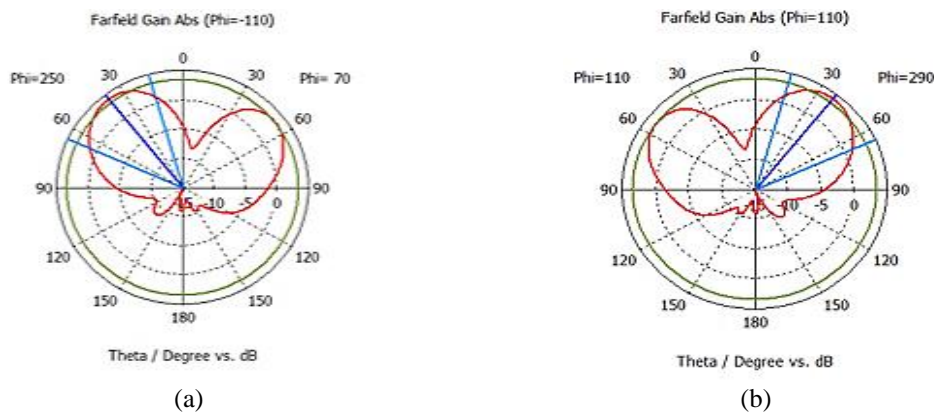 Farfield Gain Abs (Phi=-110)
0
Phi=250 30 30 Phi= 70
60 60
90 -15 -10 -5 0 90
120 120
150 150
180
Theta / Degree vs. dB
(a)
Farfield Gain Abs (Phi=110)
0
Phi=110 30 30 Phi=290
60 60
90 -10 -5 0 90
120 120
150 150
180
Theta / Degree vs. dB
(b)